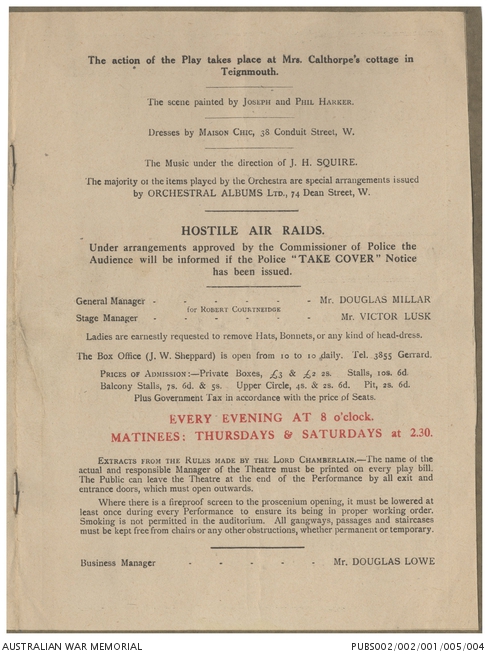 The action of the Play takes place at Mrs. Calthorpe's cottage in
Teignmouth.
The scene painted by JOSEPH and PHIL HARKER.
Dresses by MAISON CHIC, 38 Conduit Street, W.
The Music under the direction of J. H. SQUIRE.
The majority of the items played by the Orchestra are special arrangements issued
by ORCHESTRAL ALBUMS LTD., 74 Dean Street, W.
HOSTILE AIR RAIDS.
Under arrangements approved by the Commissioner of Police the
Audience will be informed if the Police "TAKE COVER" Notice
has been issued.
General Manager - - - - - - Mr. DOUGLAS MILLAR
for ROBERT COURTNEIDGE
Stage Manager - - - - - - Mr. VICTOR LUSK
Ladies are earnestly requested to remove Hats, Bonnets, or any kind of head-dress.
The Box Office (J. W. Sheppard) is open from 10 to 10 daily. Tel. 3855 Gerrard.
PRICES OF ADMISSION:—Private Boxes, £3 & £2 2s. Stalls, 10s. 6d.
Balcony Stalls, 7s. 6d. & 5s. Upper Circle, 4s. & 2s. 6d. Pit, 2s. 6d.
Plus Government Tax in accordance with the price of Seats.
EVERY EVENING AT 8 o'clock.
MATINEES: THURSDAYS & SATURDAYS at 2.30.
EXTRACTS FROM THE RULES MADE BY THE LORD CHAMBERLAIN.—The name of the
actual and responsible Manager of the Theatre must be printed on every play bill.
The Public can leave the Theatre at the end of the Performance by all exit and
entrance doors, which must open outwards.
Where there is a fireproof screen to the proscenium opening, it must be lowered at
least once during every Performance to ensure its being in proper working order.
Smoking is not permitted in the auditorium. All gangways, passages and staircases
must be kept free from chairs or any other obstructions, whether permanent or temporary.
Business Manager - - - - - Mr. DOUGLAS LOWE
AUSTRALIAN WAR MEMORIAL PUBS002/002/001/005/004